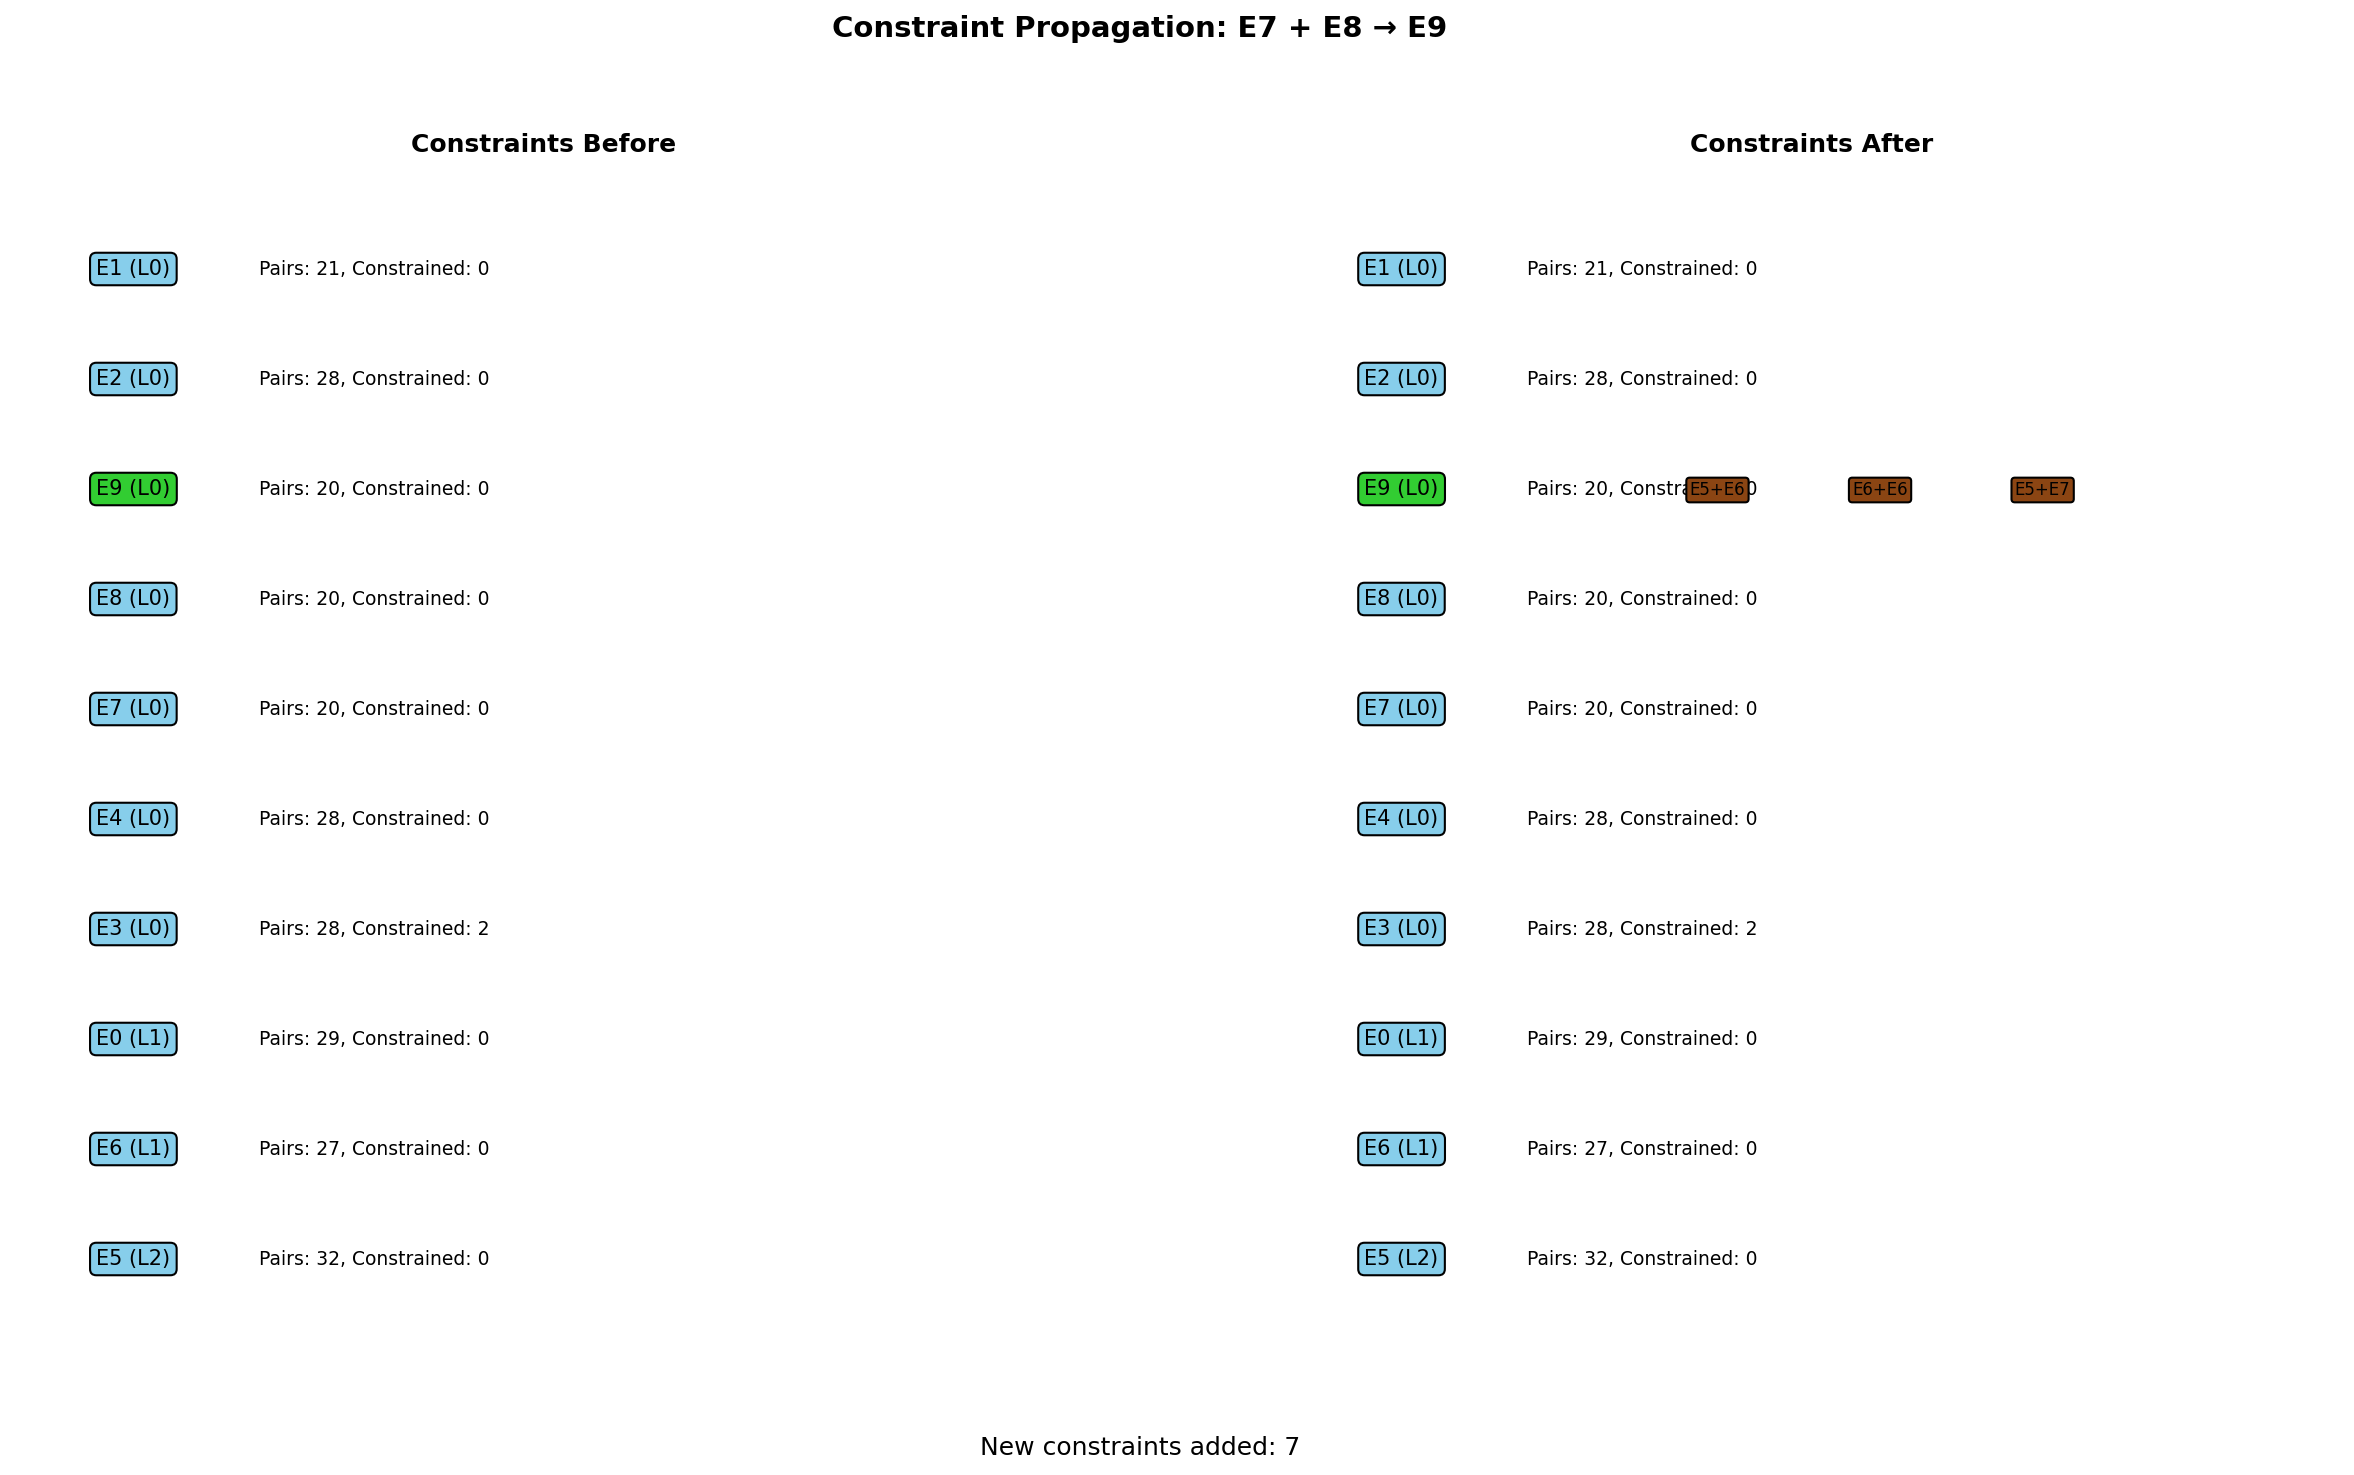 Constraint Propagation: E7 + E8 → E9
Constraints Before
E1 (L0) Pairs: 21, Constrained: 0
E2 (L0) Pairs: 28, Constrained: 0
E9 (L0) Pairs: 20, Constrained: 0
E8 (L0) Pairs: 20, Constrained: 0
E7 (L0) Pairs: 20, Constrained: 0
E4 (L0) Pairs: 28, Constrained: 0
E3 (L0) Pairs: 28, Constrained: 2
E0 (L1) Pairs: 29, Constrained: 0
E6 (L1) Pairs: 27, Constrained: 0
E5 (L2) Pairs: 32, Constrained: 0
Constraints After
E1 (L0) Pairs: 21, Constrained: 0
E2 (L0) Pairs: 28, Constrained: 0
E9 (L0) Pairs: 20, Constra 0 E5+E6 E6+E6 E5+E7
E8 (L0) Pairs: 20, Constrained: 0
E7 (L0) Pairs: 20, Constrained: 0
E4 (L0) Pairs: 28, Constrained: 0
E3 (L0) Pairs: 28, Constrained: 2
E0 (L1) Pairs: 29, Constrained: 0
E6 (L1) Pairs: 27, Constrained: 0
E5 (L2) Pairs: 32, Constrained: 0
New constraints added: 7